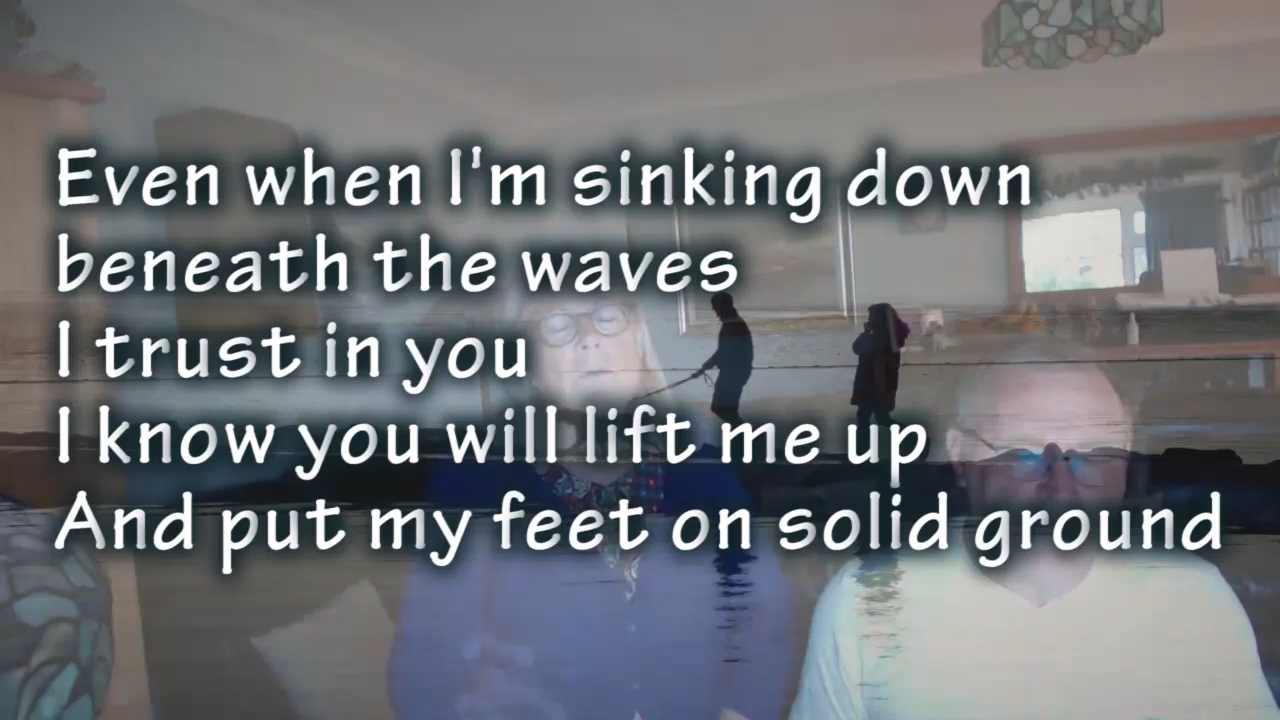 Even when I'm sinking down
beneath the waves
I trust in you
I know you will lift me up
And put my feet on solid ground